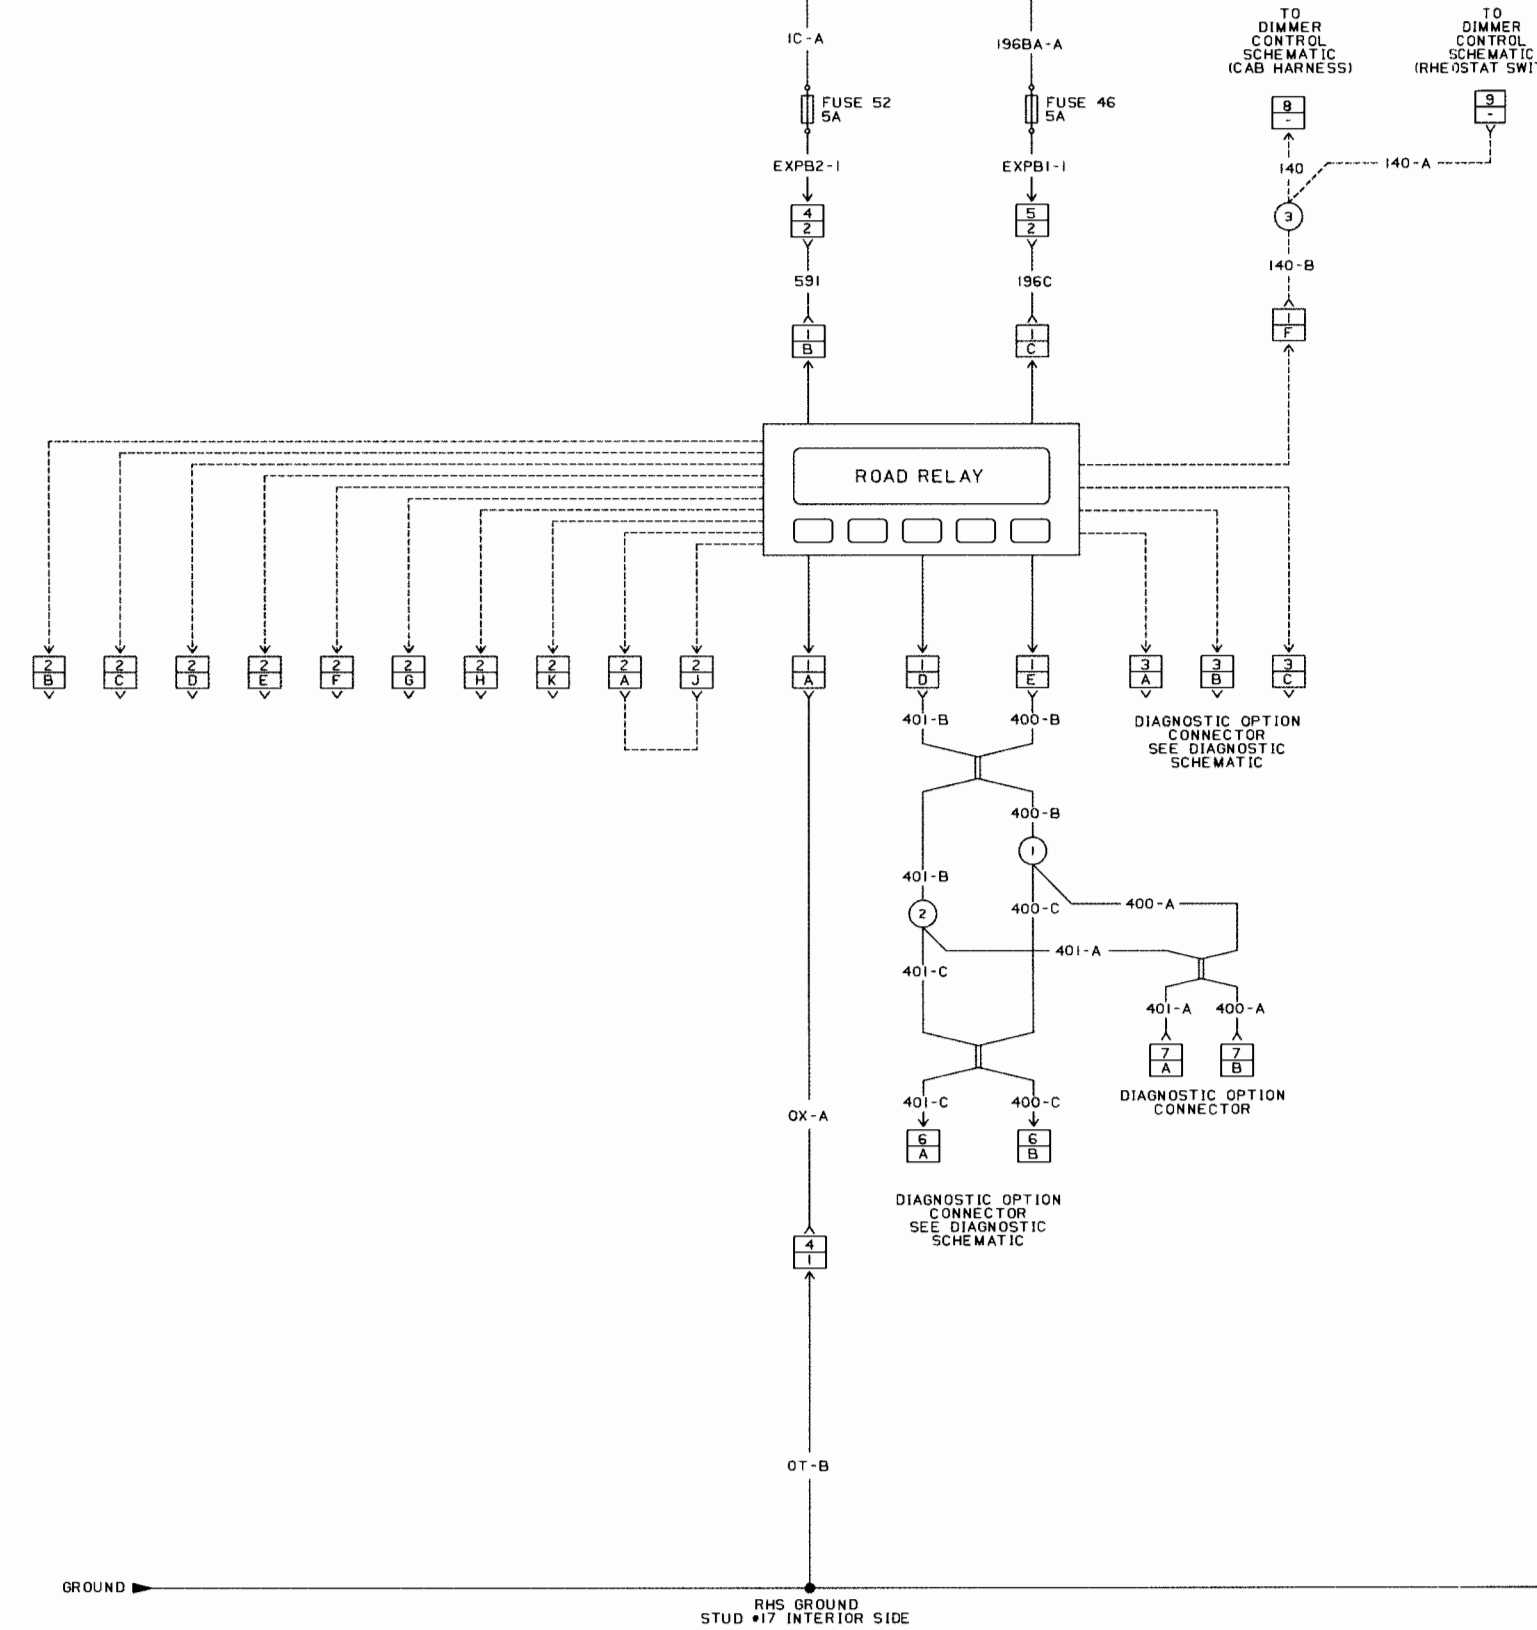 TO
DIMMER
CONTROL
SCHEMATIC
(CAB HARNESS)
TO
DIMMER
CONTROL
SCHEMATIC
(RHEOSTAT SWI
1C-A
196BA-A
FUSE 52
5A
FUSE 46
5A
8
-
9
-
EXPB2-1
EXPB1-1
140
140-A
4
2
5
2
3
591
196C
140-B
1
B
1
C
1
F
ROAD RELAY
2
B
2
C
2
D
2
E
2
F
2
G
2
H
2
K
2
A
2
J
1
A
1
D
1
E
3
A
3
B
3
C
401-B
400-B
DIAGNOSTIC OPTION
CONNECTOR
SEE DIAGNOSTIC
SCHEMATIC
400-B
1
401-B
2
400-C
400-A
401-A
401-C
401-A
400-A
7
A
7
B
DIAGNOSTIC OPTION
CONNECTOR
401-C
400-C
0X-A
6
A
6
B
DIAGNOSTIC OPTION
CONNECTOR
SEE DIAGNOSTIC
SCHEMATIC
4
1
0T-B
GROUND
RHS GROUND
STUD #17 INTERIOR SIDE